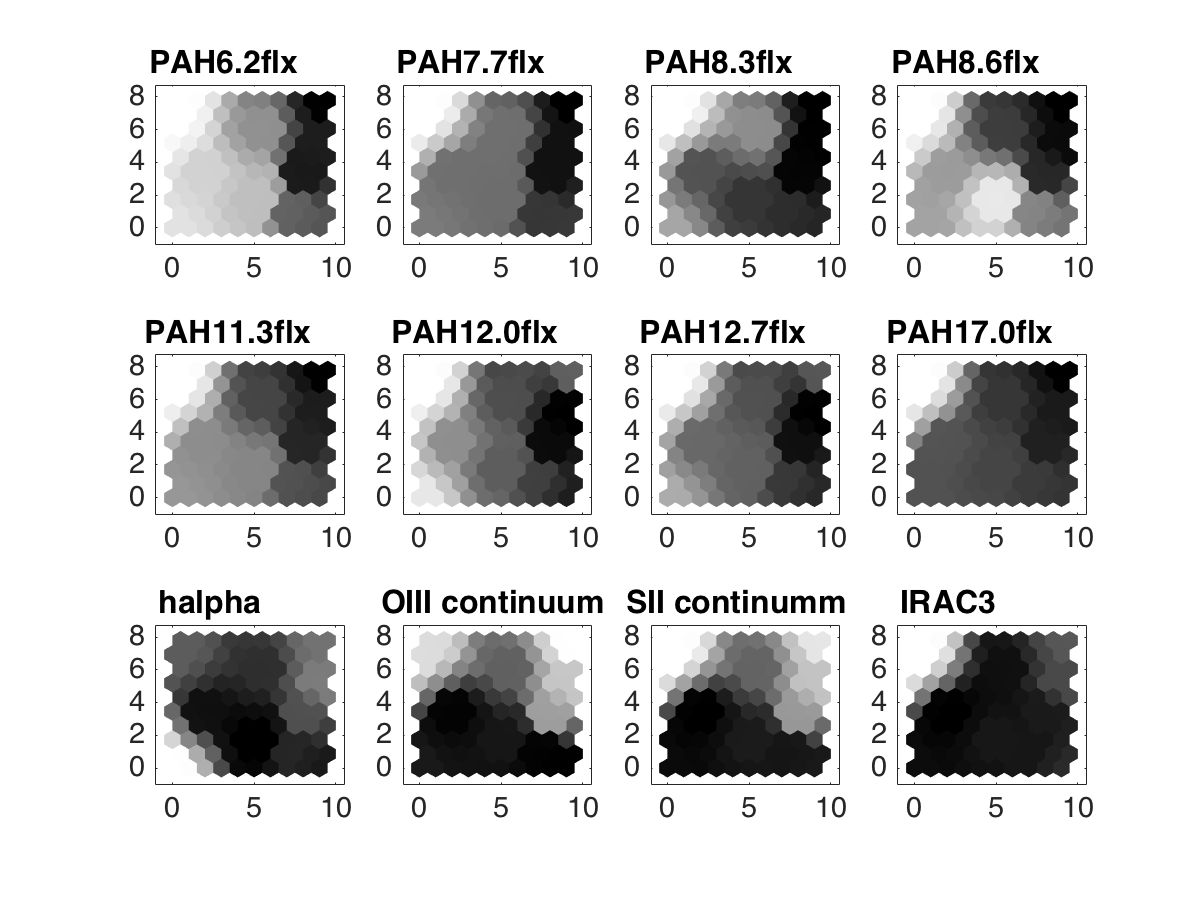 PAH6.2flx PAH7.7flx PAH8.3flx PAH8.6flx
8 8 8 8
6 6 6 6
4 4 4 4
2 2 2 2
0 0 0 0
0 5 10 0 5 10 0 5 10 0 5 10
PAH11.3flx PAH12.0flx PAH12.7flx PAH17.0flx
8 8 8 8
6 6 6 6
4 4 4 4
2 2 2 2
0 0 0 0
0 5 10 0 5 10 0 5 10 0 5 10
halpha OIII continuum SII continumm IRAC3
8 8 8 8
6 6 6 6
4 4 4 4
2 2 2 2
0 0 0 0
0 5 10 0 5 10 0 5 10 0 5 10